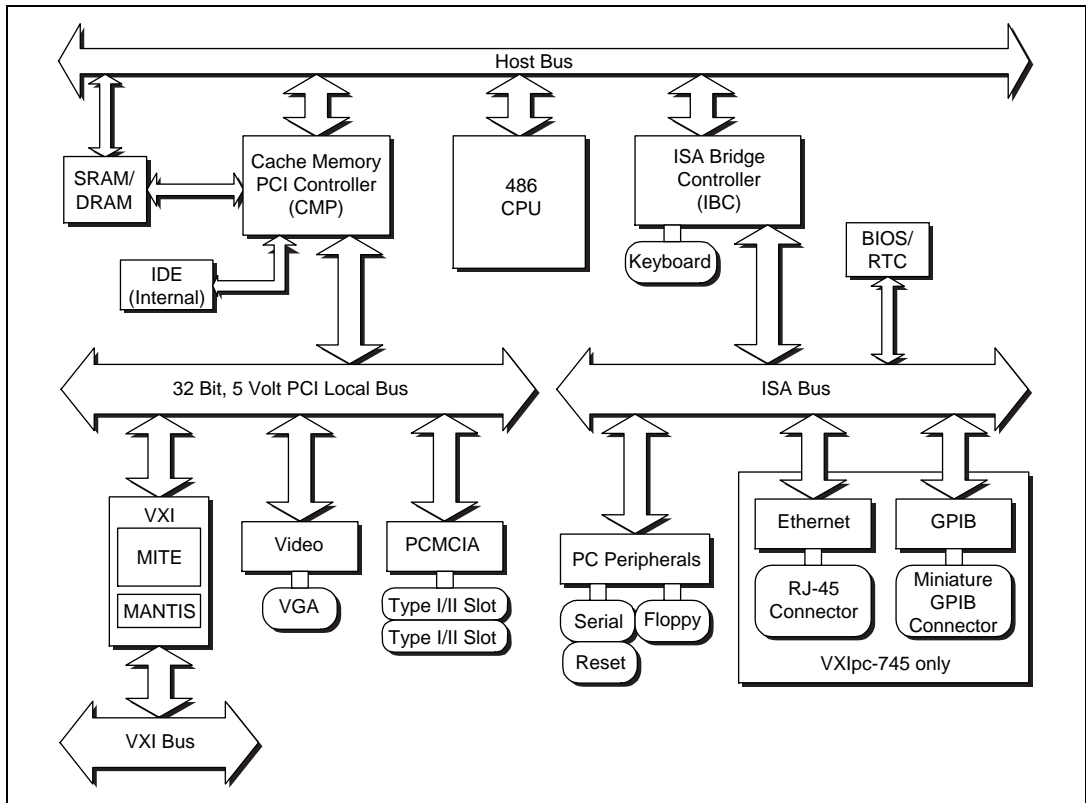 Host Bus
SRAM/
DRAM
Cache Memory
PCI Controller
(CMP)
486
CPU
ISA Bridge
Controller
(IBC)
Keyboard
BIOS/
RTC
IDE
(Internal)
32 Bit, 5 Volt PCI Local Bus
ISA Bus
VXI
MITE
MANTIS
Video
VGA
PCMCIA
Type I/II Slot
Type I/II Slot
PC Peripherals
Serial
Reset
Floppy
Ethernet
RJ-45
Connector
GPIB
Miniature
GPIB
Connector
VXIpc-745 only
VXI Bus